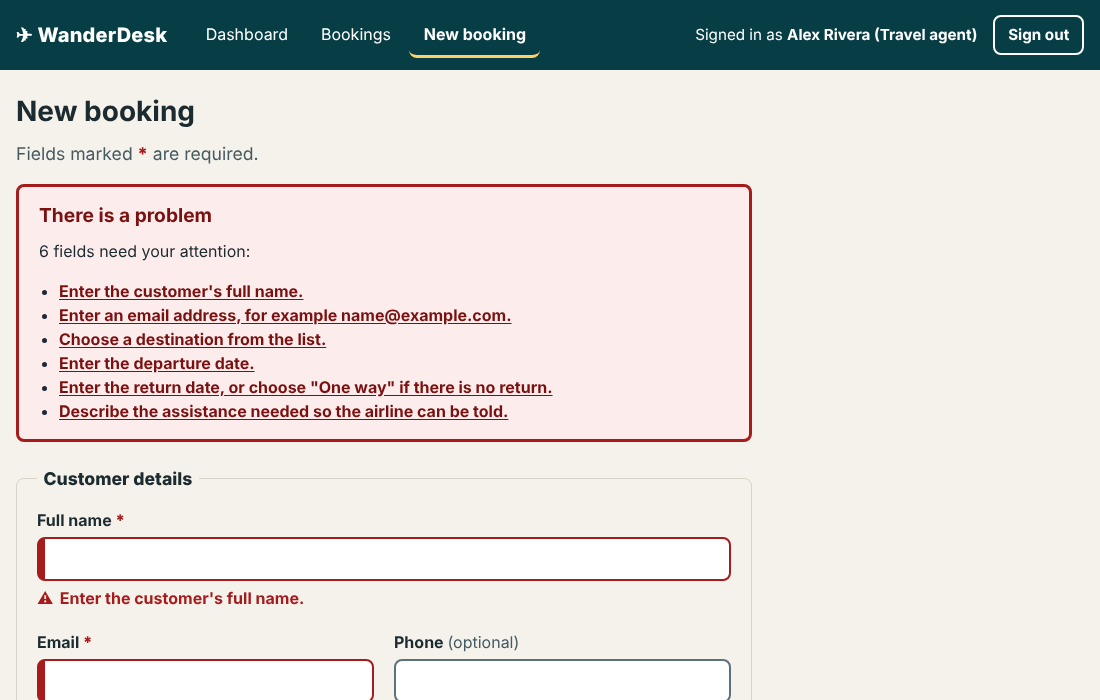 ✈ WanderDesk Dashboard Bookings New booking Signed in as Alex Rivera (Travel agent) Sign out
New booking
Fields marked * are required.
There is a problem
6 fields need your attention:
• Enter the customer's full name.
• Enter an email address, for example name@example.com.
• Choose a destination from the list.
• Enter the departure date.
• Enter the return date, or choose "One way" if there is no return.
• Describe the assistance needed so the airline can be told.
Customer details
Full name *
⚠ Enter the customer's full name.
Email * Phone (optional)